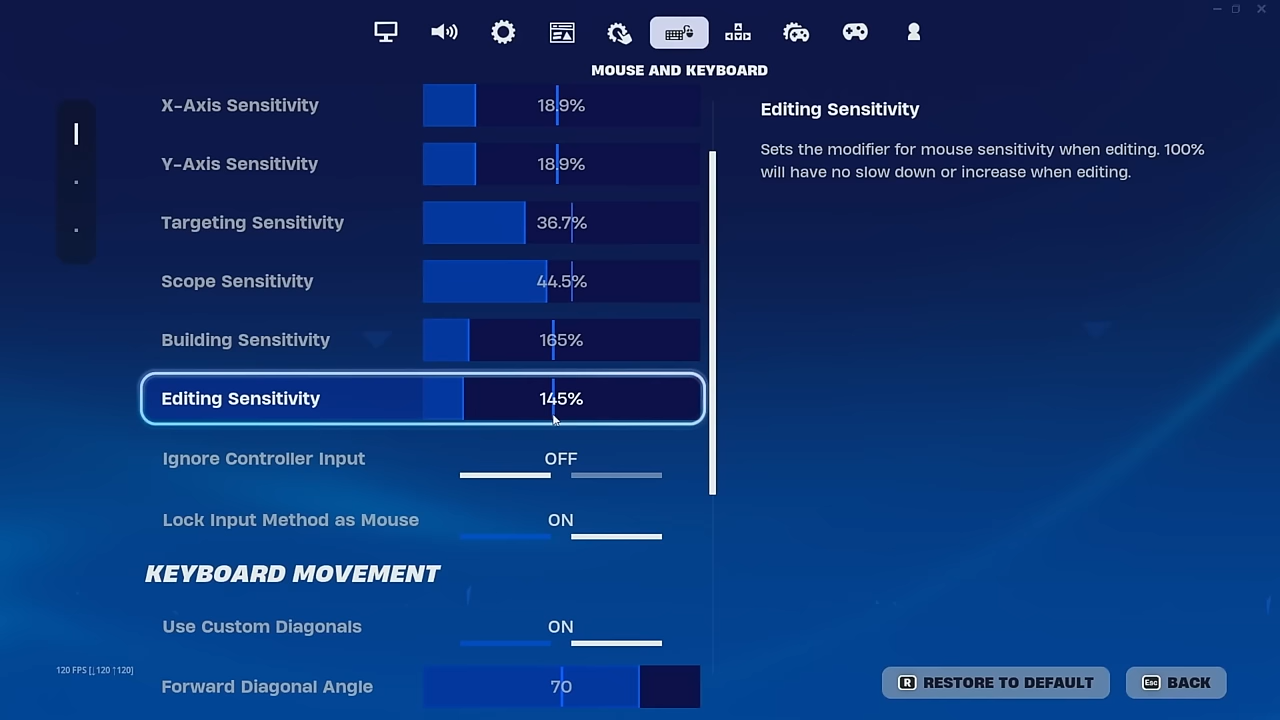 MOUSE AND KEYBOARD
X-Axis Sensitivity 18.9%
Y-Axis Sensitivity 18.9%
Targeting Sensitivity 36.7%
Scope Sensitivity 44.5%
Building Sensitivity 165%
Editing Sensitivity 145%
Ignore Controller Input OFF
Lock Input Method as Mouse ON
KEYBOARD MOVEMENT
Use Custom Diagonals ON
Forward Diagonal Angle 70
Editing Sensitivity
Sets the modifier for mouse sensitivity when editing. 100%
will have no slow down or increase when editing.
120 FPS [↓120 ↑120]
R RESTORE TO DEFAULT
Esc BACK